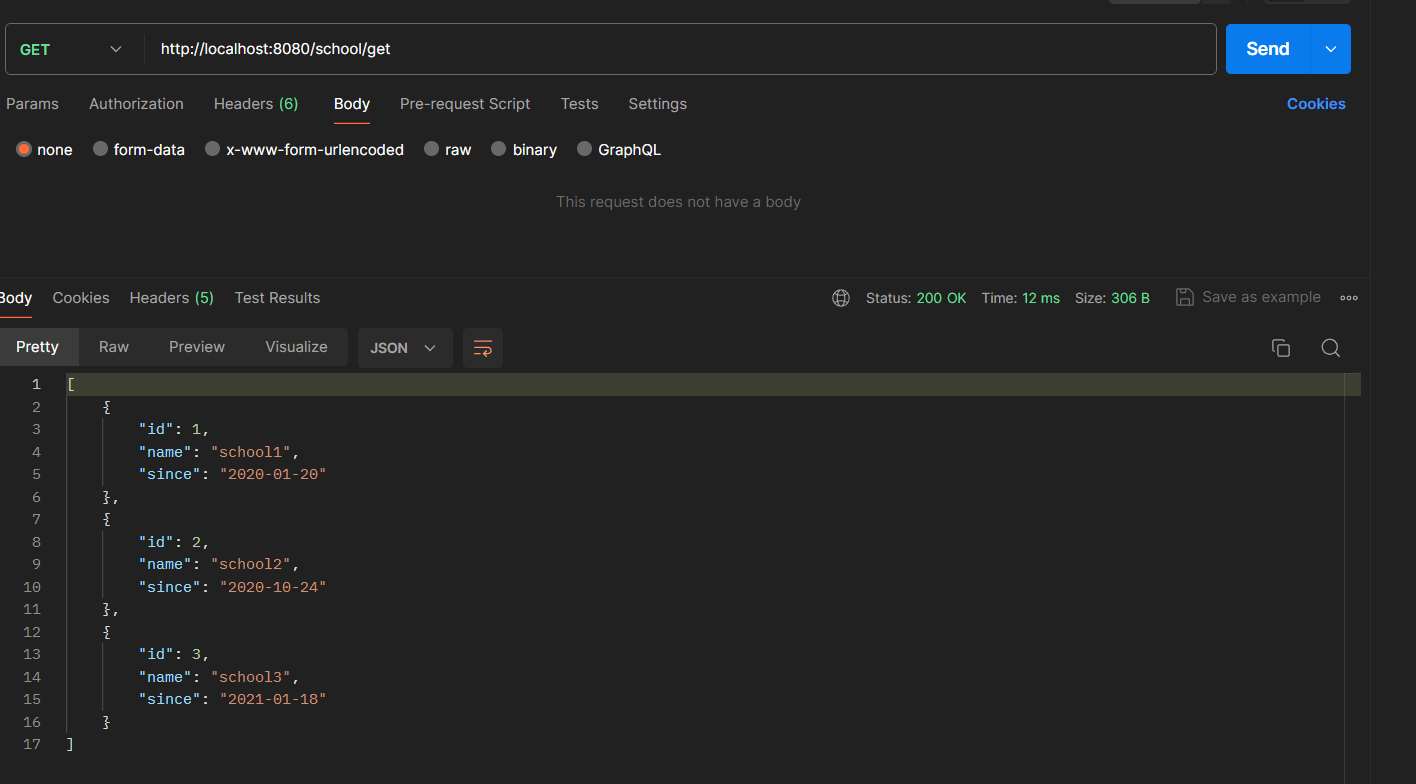 GET http://localhost:8080/school/get Send
Params Authorization Headers (6) Body Pre-request Script Tests Settings Cookies
none form-data x-www-form-urlencoded raw binary GraphQL
This request does not have a body
Body Cookies Headers (5) Test Results Status: 200 OK Time: 12 ms Size: 306 B Save as example
Pretty Raw Preview Visualize JSON
1 [
2 {
3 "id": 1,
4 "name": "school1",
5 "since": "2020-01-20"
6 },
7 {
8 "id": 2,
9 "name": "school2",
10 "since": "2020-10-24"
11 },
12 {
13 "id": 3,
14 "name": "school3",
15 "since": "2021-01-18"
16 }
17 ]